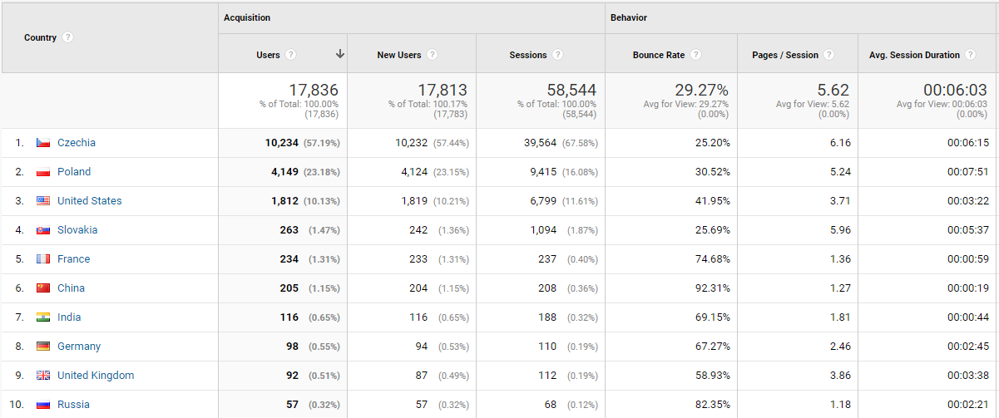 Acquisition Behavior
Country ? Users ? New Users ? Sessions ? Bounce Rate ? Pages / Session ? Avg. Session Duration ?
17,836 17,813 58,544 29.27% 5.62 00:06:03
% of Total: 100.00% % of Total: 100.17% % of Total: 100.00% Avg for View: 29.27% Avg for View: 5.62 Avg for View: 00:06:03
(17,836) (17,783) (58,544) (0.00%) (0.00%) (0.00%)
1. Czechia 10,234 (57.19%) 10,232 (57.44%) 39,564 (67.58%) 25.20% 6.16 00:06:15
2. Poland 4,149 (23.18%) 4,124 (23.15%) 9,415 (16.08%) 30.52% 5.24 00:07:51
3. United States 1,812 (10.13%) 1,819 (10.21%) 6,799 (11.61%) 41.95% 3.71 00:03:22
4. Slovakia 263 (1.47%) 242 (1.36%) 1,094 (1.87%) 25.69% 5.96 00:05:37
5. France 234 (1.31%) 233 (1.31%) 237 (0.40%) 74.68% 1.36 00:00:59
6. China 205 (1.15%) 204 (1.15%) 208 (0.36%) 92.31% 1.27 00:00:19
7. India 116 (0.65%) 116 (0.65%) 188 (0.32%) 69.15% 1.81 00:00:44
8. Germany 98 (0.55%) 94 (0.53%) 110 (0.19%) 67.27% 2.46 00:02:45
9. United Kingdom 92 (0.51%) 87 (0.49%) 112 (0.19%) 58.93% 3.86 00:03:38
10. Russia 57 (0.32%) 57 (0.32%) 68 (0.12%) 82.35% 1.18 00:02:21